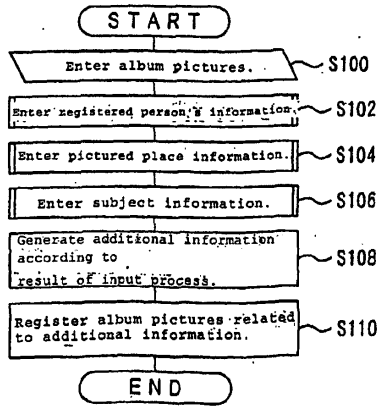 START
Enter album pictures.
S100
Enter registered person's information
S102
Enter pictured place information.
S104
Enter subject information.
S106
Generate additional information
according to
result of input process.
S108
Register album pictures related
to additional information.
S110
END